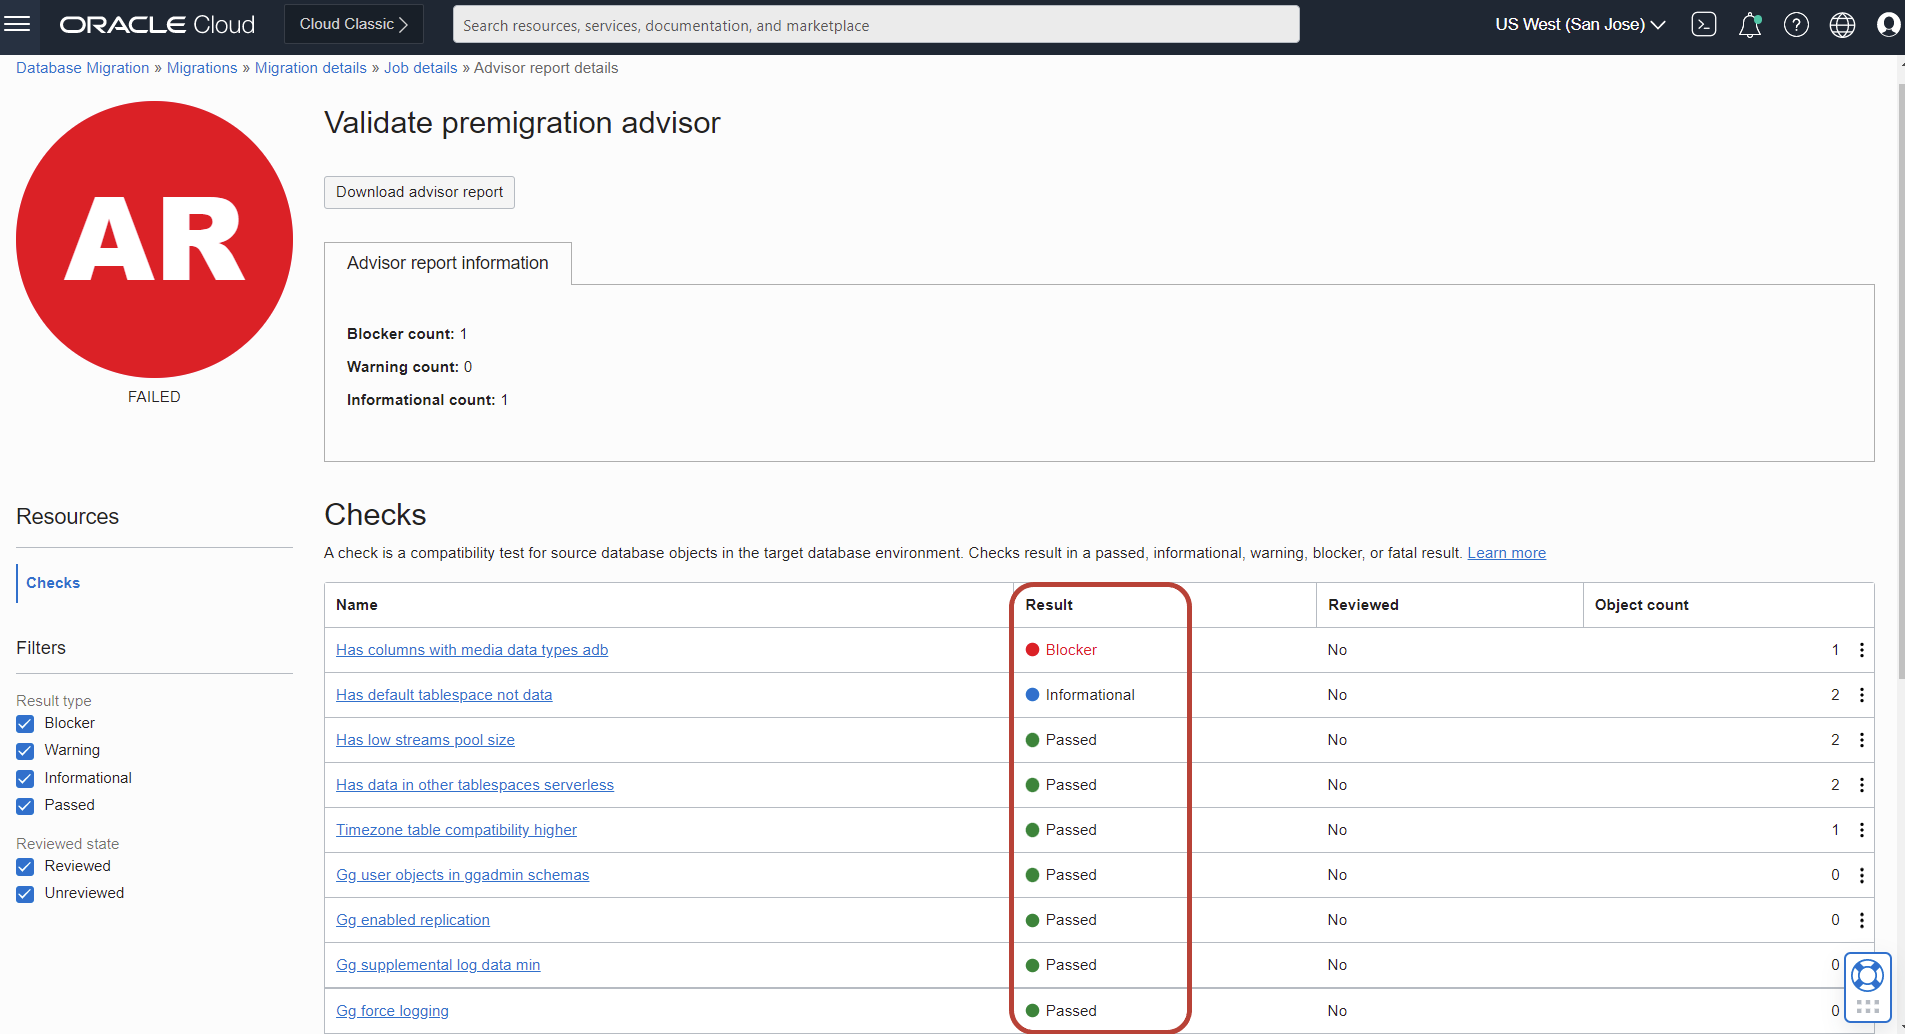 ORACLE Cloud
Cloud Classic
Search resources, services, documentation, and marketplace
US West (San Jose)
Database Migration » Migrations » Migration details » Job details » Advisor report details
AR
FAILED
Validate premigration advisor
Download advisor report
Advisor report information
Blocker count: 1
Warning count: 0
Informational count: 1
Resources
Checks
Filters
Result type
Blocker
Warning
Informational
Passed
Reviewed state
Reviewed
Unreviewed
Checks
A check is a compatibility test for source database objects in the target database environment. Checks result in a passed, informational, warning, blocker, or fatal result. Learn more
Name Result Reviewed Object count
Has columns with media data types adb Blocker No 1
Has default tablespace not data Informational No 2
Has low streams pool size Passed No 2
Has data in other tablespaces serverless Passed No 2
Timezone table compatibility higher Passed No 1
Gg user objects in ggadmin schemas Passed No 0
Gg enabled replication Passed No 0
Gg supplemental log data min Passed No 0
Gg force logging Passed No 0